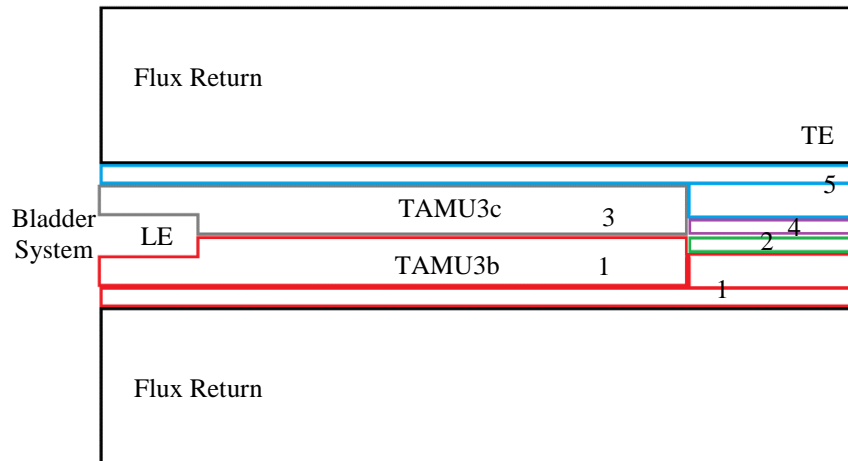 Flux Return
TE
5
TAMU3c
3
4
Bladder
System
LE
2
TAMU3b
1
1
Flux Return